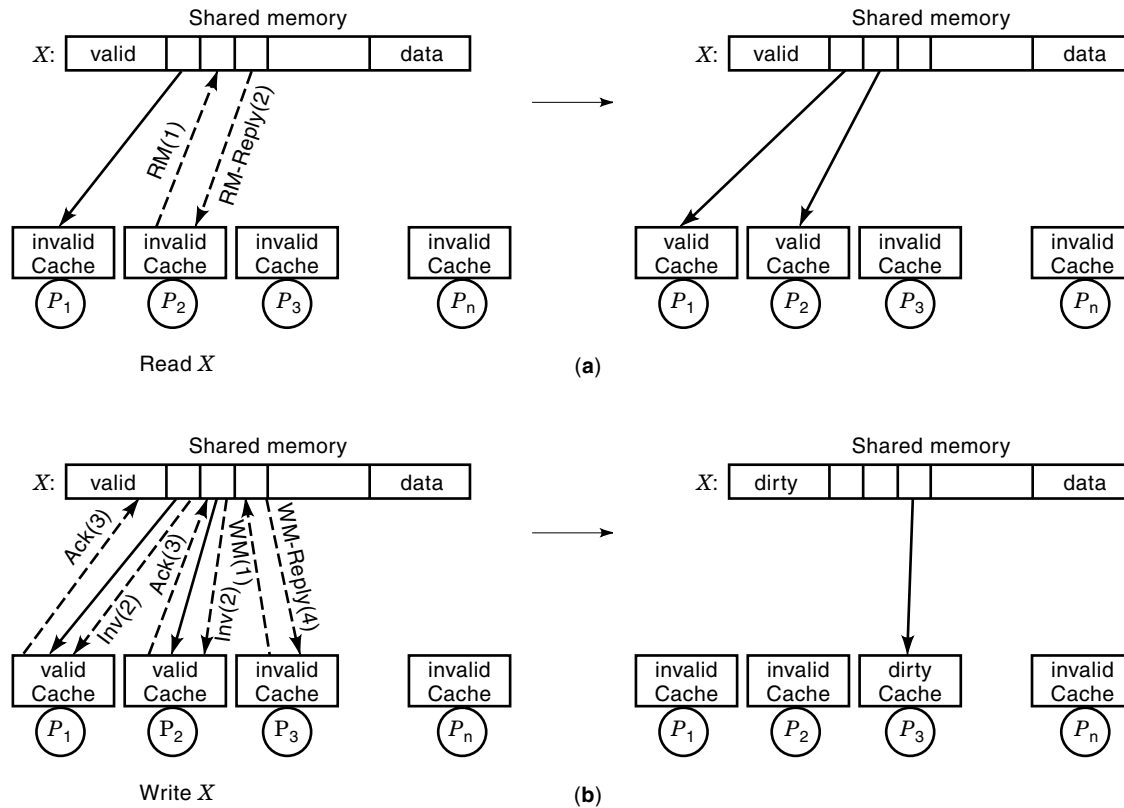 Shared memory
X: valid data
RM(1)
RM-Reply(2)
invalid Cache
invalid Cache
invalid Cache
invalid Cache
P1
P2
P3
Pn
Read X
Shared memory
X: valid data
valid Cache
valid Cache
invalid Cache
invalid Cache
P1
P2
P3
Pn
(a)
Shared memory
X: valid data
Ack(3)
Inv(2)
Ack(3)
Inv(2)
WM(1)
WM-Reply(4)
valid Cache
valid Cache
invalid Cache
invalid Cache
P1
P2
P3
Pn
Write X
Shared memory
X: dirty data
invalid Cache
invalid Cache
dirty Cache
invalid Cache
P1
P2
P3
Pn
(b)